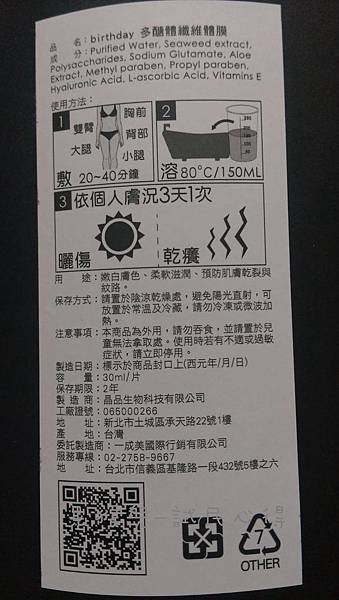 品　　名：birthday 多醣體纖維體膜
成　　分：Purified Water, Seaweed extract,
Polysaccharides, Sodium Glutamate, Aloe
Extract, Methyl paraben, Propyl paraben,
Hyaluronic Acid, L-ascorbic Acid, Vitamins E
使用方法：
1
雙臂
大腿
胸前
背部
小腿
敷 20~40分鐘
2
溶 80°C/150ML
3 依個人膚況3天1次
曬傷
乾癢
用　　途：嫩白膚色、柔軟滋潤、預防肌膚乾裂與
紋路。
保存方式：請置於陰涼乾燥處，避免陽光直射，可
放置於常溫及冷藏，請勿冷凍或微波加
熱。
注意事項：本商品為外用，請勿吞食，並請置於兒
童無法拿取處。使用時若有不適或過敏
症狀，請立即停用。
製造日期：標示於商品封口上(西元年/月/日)
容　　量：30ml/片
保存期限：2年
製 造 商：晶品生物科技有限公司
工廠證號：065000266
地　　址：新北市土城區承天路22號1樓
產　　地：台灣
委託製造商：一成美國際行銷有限公司
服務專線：02-2758-9667
地　　址：台北市信義區基隆路一段432號5樓之六
7
OTHER